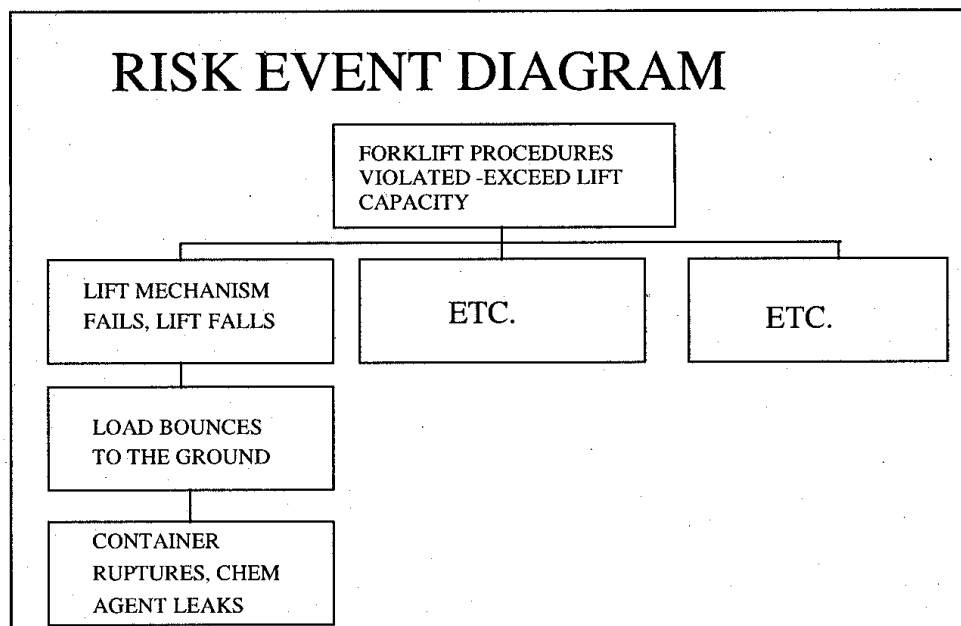 RISK EVENT DIAGRAM
FORKLIFT PROCEDURES
VIOLATED -EXCEED LIFT
CAPACITY
LIFT MECHANISM
FAILS, LIFT FALLS
ETC.
ETC.
LOAD BOUNCES
TO THE GROUND
CONTAINER
RUPTURES, CHEM
AGENT LEAKS